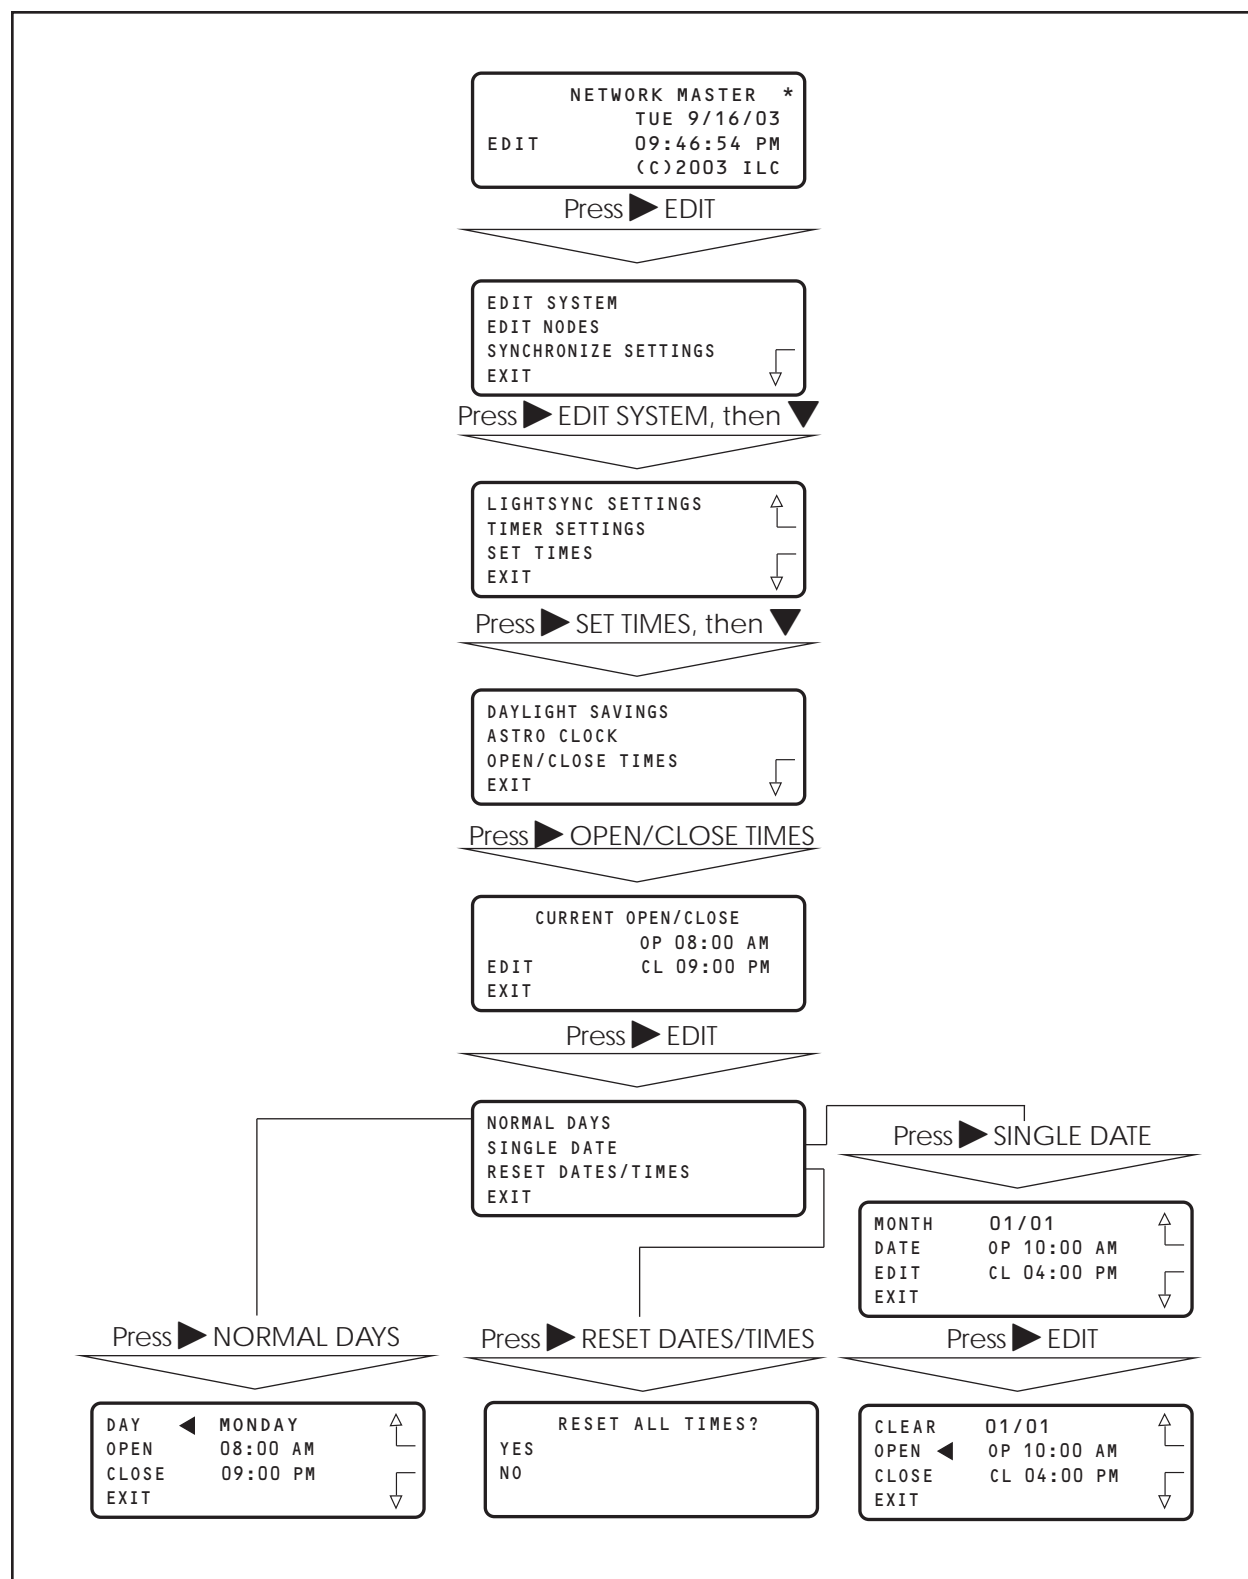 NETWORK MASTER *
TUE 9/16/03
EDIT 09:46:54 PM
(C)2003 ILC
Press ▶ EDIT
EDIT SYSTEM
EDIT NODES
SYNCHRONIZE SETTINGS
EXIT
Press ▶ EDIT SYSTEM, then ▼
LIGHTSYNC SETTINGS
TIMER SETTINGS
SET TIMES
EXIT
Press ▶ SET TIMES, then ▼
DAYLIGHT SAVINGS
ASTRO CLOCK
OPEN/CLOSE TIMES
EXIT
Press ▶ OPEN/CLOSE TIMES
CURRENT OPEN/CLOSE
OP 08:00 AM
EDIT CL 09:00 PM
EXIT
Press ▶ EDIT
NORMAL DAYS
SINGLE DATE
RESET DATES/TIMES
EXIT
Press ▶ SINGLE DATE
MONTH 01/01
DATE OP 10:00 AM
EDIT CL 04:00 PM
EXIT
Press ▶ NORMAL DAYS
DAY ◀ MONDAY
OPEN 08:00 AM
CLOSE 09:00 PM
EXIT
Press ▶ RESET DATES/TIMES
RESET ALL TIMES?
YES
NO
Press ▶ EDIT
CLEAR 01/01
OPEN ◀ OP 10:00 AM
CLOSE CL 04:00 PM
EXIT